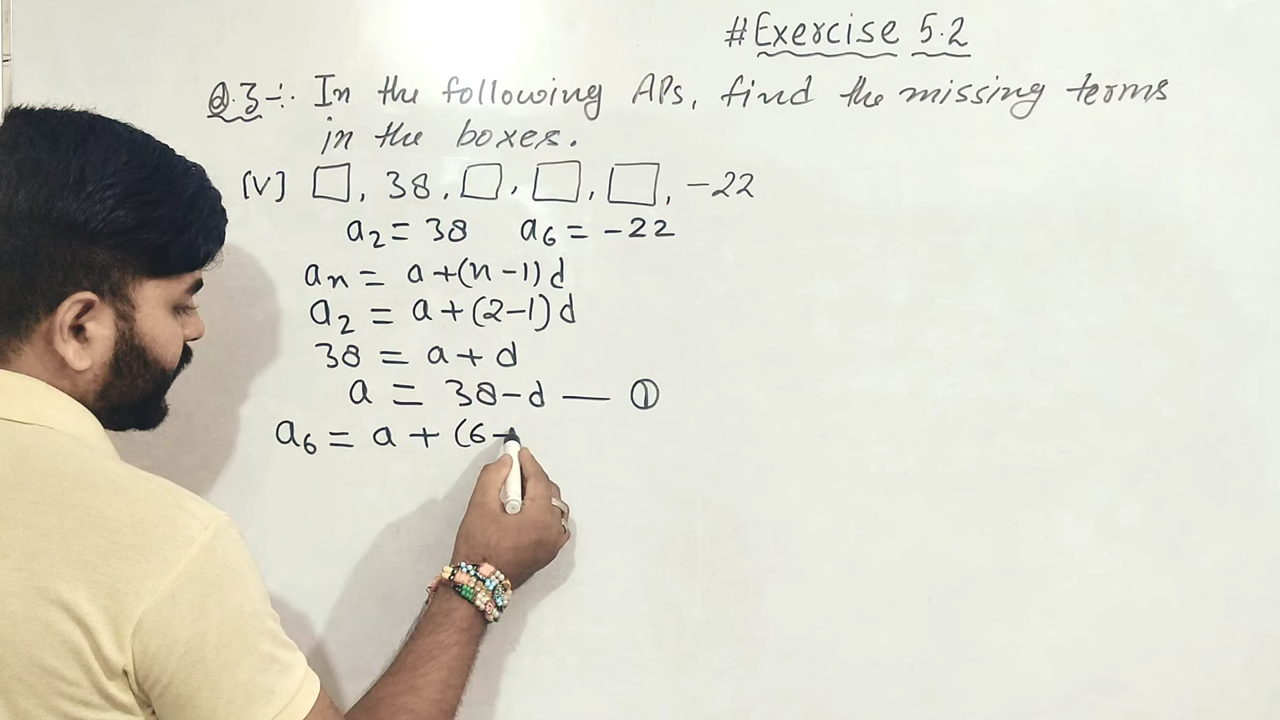 #Exercise 5.2
Q.3-:- In the following APs, find the missing terms
in the boxes.
(V) □, 38, □, □, □, -22
a₂ = 38 a₆ = -22
an = a+(n-1)d
a₂ = a+(2-1)d
38 = a+d
a = 38-d — ①
a₆ = a + (6-